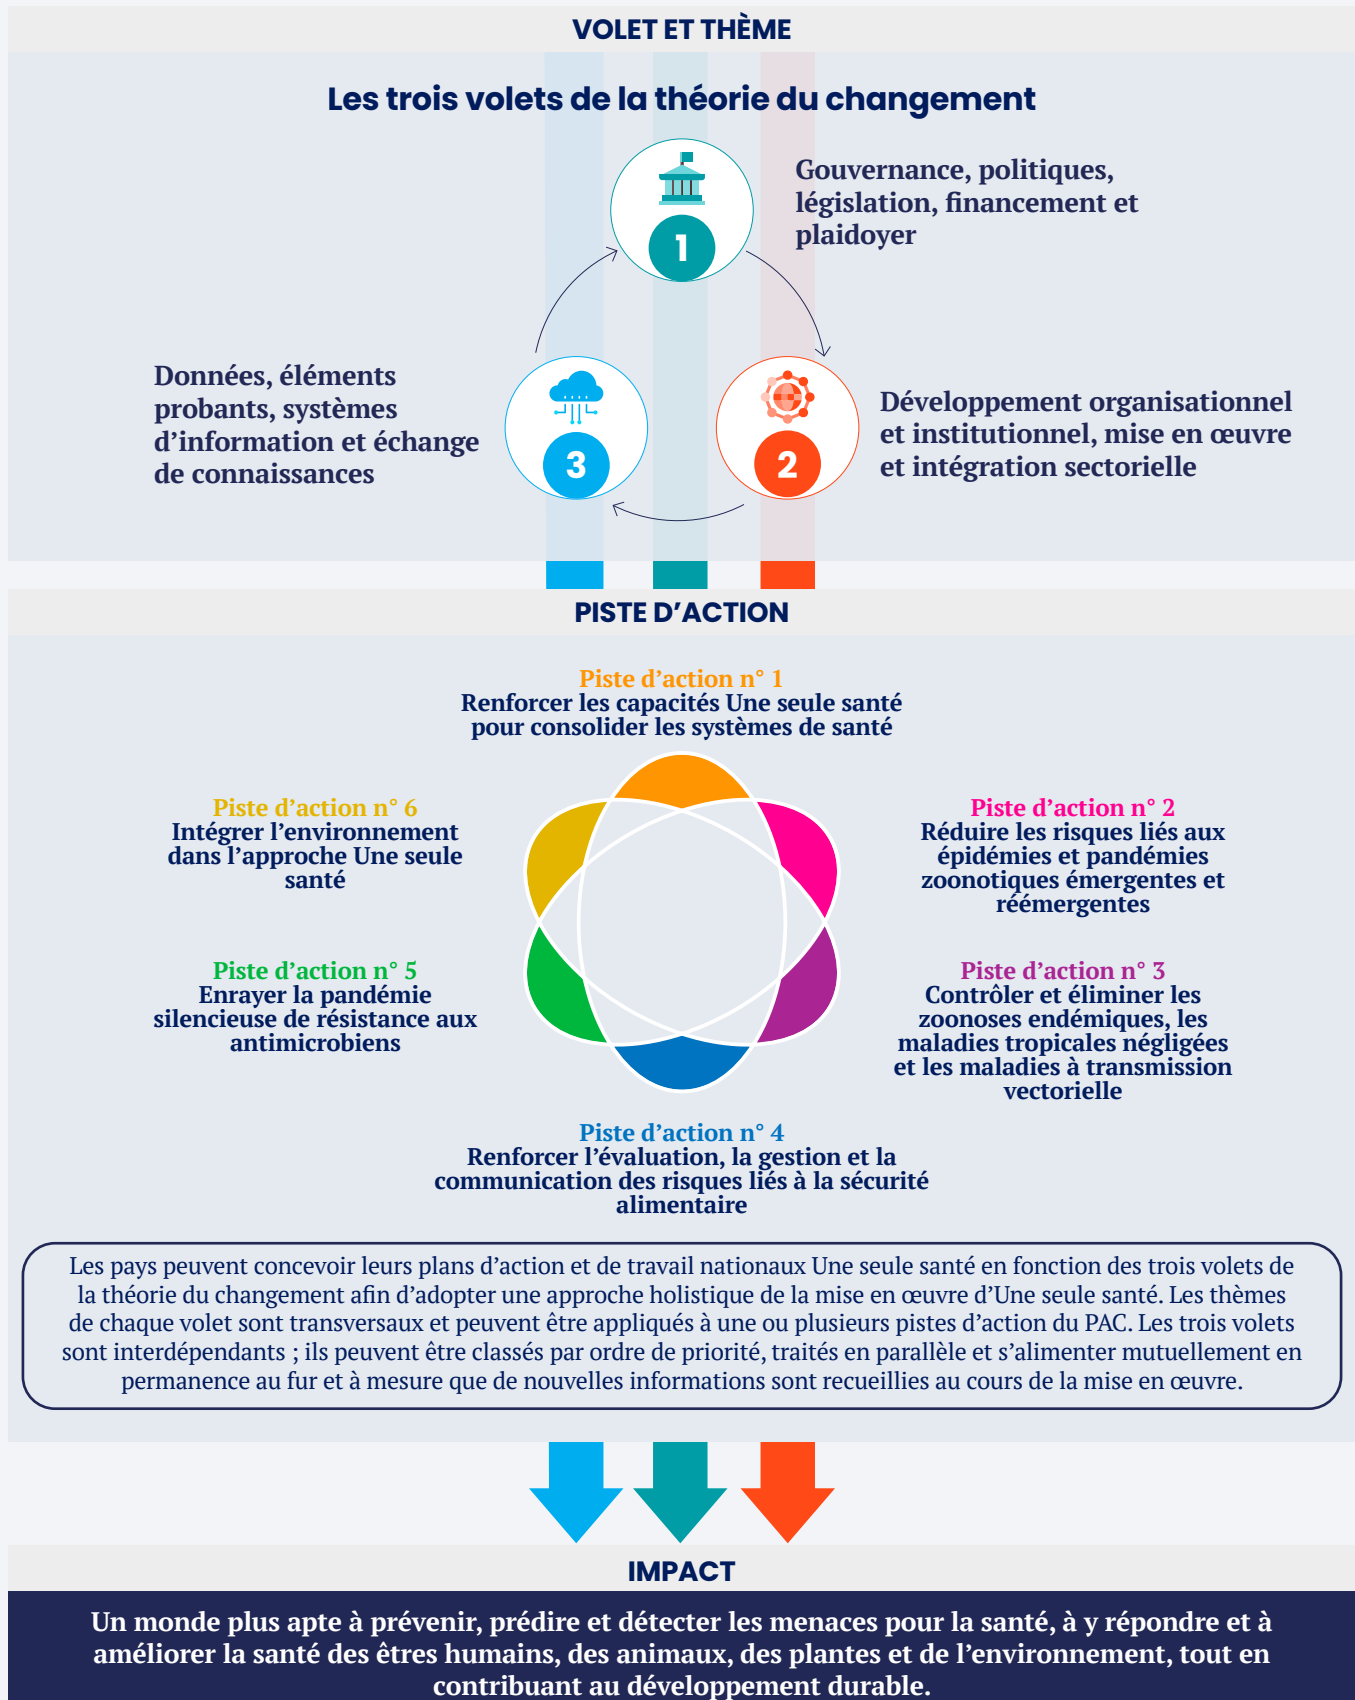 VOLET ET THÈME
Les trois volets de la théorie du changement
1
Gouvernance, politiques,
législation, financement et
plaidoyer
2
Développement organisationnel
et institutionnel, mise en œuvre
et intégration sectorielle
3
Données, éléments
probants, systèmes
d’information et échange
de connaissances
PISTE D’ACTION
Piste d’action n° 1
Renforcer les capacités Une seule santé
pour consolider les systèmes de santé
Piste d’action n° 2
Réduire les risques liés aux
épidémies et pandémies
zoonotiques émergentes et
réémergentes
Piste d’action n° 3
Contrôler et éliminer les
zoonoses endémiques, les
maladies tropicales négligées
et les maladies à transmission
vectorielle
Piste d’action n° 4
Renforcer l’évaluation, la gestion et la
communication des risques liés à la sécurité
alimentaire
Piste d’action n° 5
Enrayer la pandémie
silencieuse de résistance aux
antimicrobiens
Piste d’action n° 6
Intégrer l’environnement
dans l’approche Une seule
santé
Les pays peuvent concevoir leurs plans d’action et de travail nationaux Une seule santé en fonction des trois volets de
la théorie du changement afin d’adopter une approche holistique de la mise en œuvre d’Une seule santé. Les thèmes
de chaque volet sont transversaux et peuvent être appliqués à une ou plusieurs pistes d’action du PAC. Les trois volets
sont interdépendants ; ils peuvent être classés par ordre de priorité, traités en parallèle et s’alimenter mutuellement en
permanence au fur et à mesure que de nouvelles informations sont recueillies au cours de la mise en œuvre.
IMPACT
Un monde plus apte à prévenir, prédire et détecter les menaces pour la santé, à y répondre et à
améliorer la santé des êtres humains, des animaux, des plantes et de l’environnement, tout en
contribuant au développement durable.